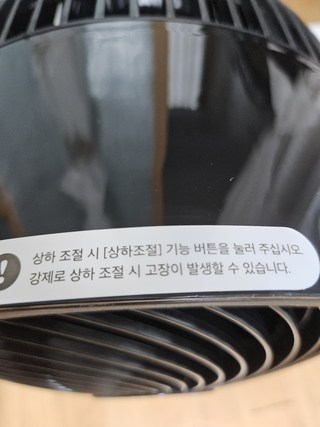 상하 조절 시 [상하조절] 기능 버튼을 눌러 주십시오
강제로 상하 조절 시 고장이 발생할 수 있습니다.